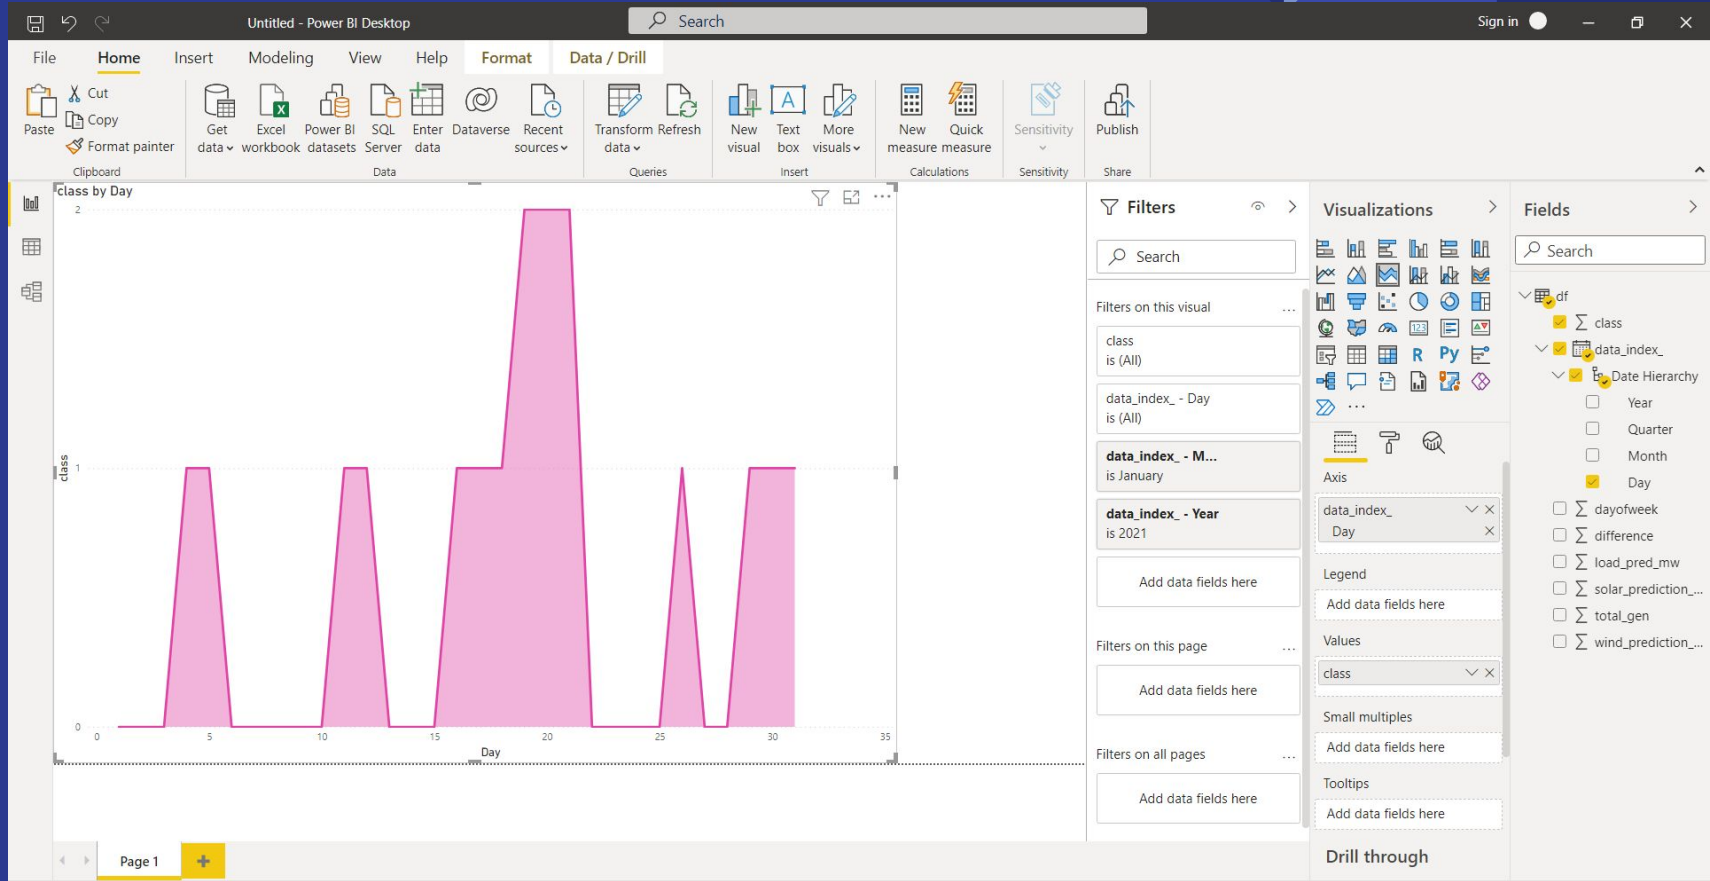 Untitled - Power BI Desktop
Search
Sign in
File Home Insert Modeling View Help Format Data / Drill
Paste
Cut
Copy
Format painter
Clipboard
Get data
Excel workbook
Power BI datasets
SQL Server
Enter data
Dataverse
Recent sources
Data
Transform data
Refresh
Queries
New visual
A
Text box
More visuals
Insert
New measure
Quick measure
Calculations
Sensitivity
Sensitivity
Publish
Share
class by Day
2
1
0
class
0 5 10 15 20 25 30 35
Day
Page 1
Filters
Search
Filters on this visual
class
is (All)
data_index_ - Day
is (All)
data_index_ - M...
is January
data_index_ - Year
is 2021
Add data fields here
Filters on this page
Add data fields here
Filters on all pages
Add data fields here
Visualizations
123
R Py
Axis
data_index_
Day
Legend
Add data fields here
Values
class
Small multiples
Add data fields here
Tooltips
Add data fields here
Drill through
Fields
Search
df
class
data_index_
Date Hierarchy
Year
Quarter
Month
Day
dayofweek
difference
load_pred_mw
solar_prediction_...
total_gen
wind_prediction_...